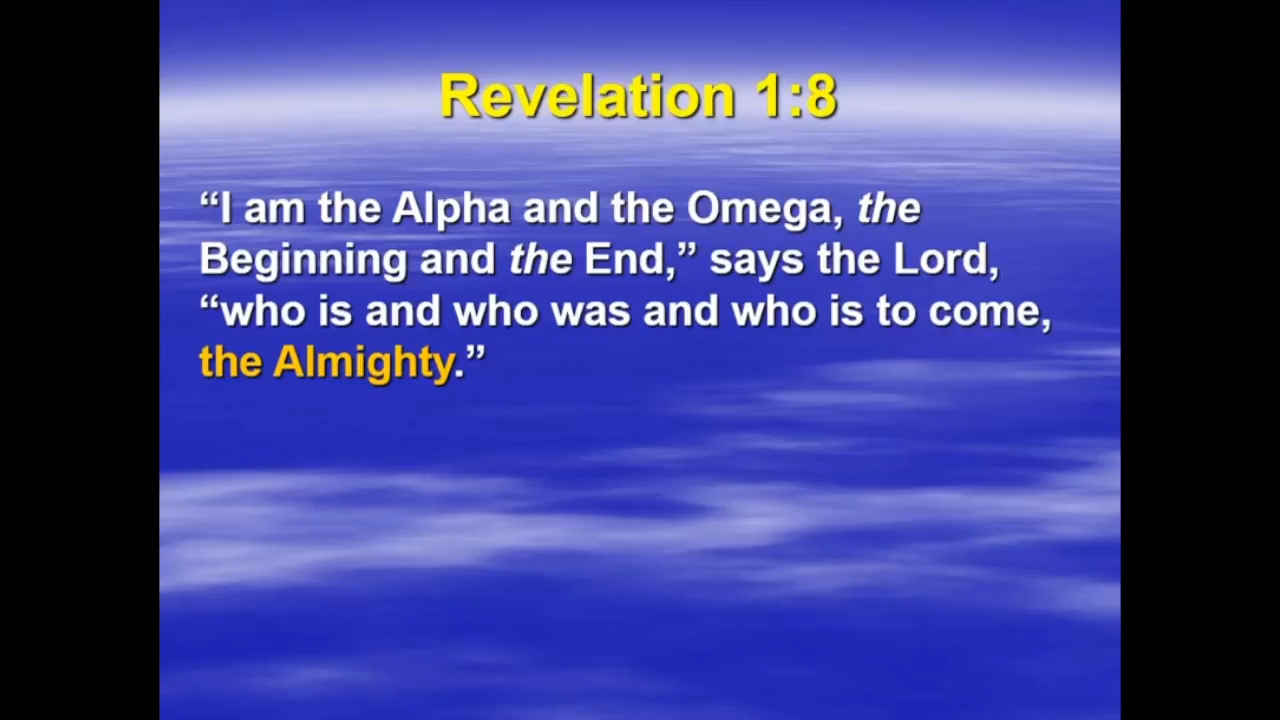 Revelation 1:8
“I am the Alpha and the Omega, the
Beginning and the End,” says the Lord,
“who is and who was and who is to come,
the Almighty.”